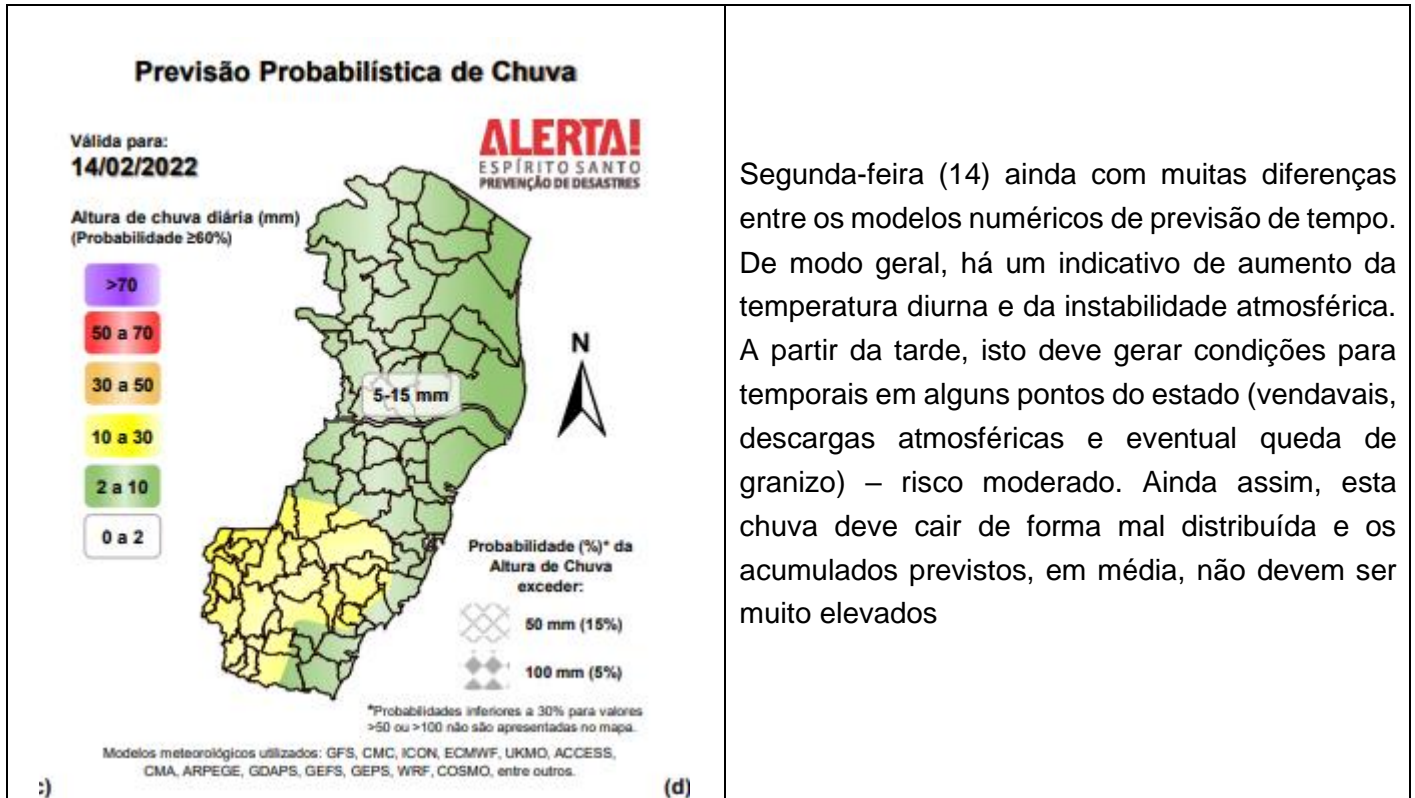 Previsão Probabilística de Chuva
Válida para:
14/02/2022
ALERTA!
ESPÍRITO SANTO
PREVENÇÃO DE DESASTRES
Altura de chuva diária (mm)
(Probabilidade ≥60%)
>70
50 a 70
30 a 50
10 a 30
2 a 10
0 a 2
5-15 mm
N
Probabilidade (%)* da
Altura de Chuva
exceder:
50 mm (15%)
100 mm (5%)
*Probabilidades inferiores a 30% para valores
>50 ou >100 não são apresentadas no mapa.
Modelos meteorológicos utilizados: GFS, CMC, ICON, ECMWF, UKMO, ACCESS,
CMA, ARPEGE, GDAPS, GEFS, GEPS, WRF, COSMO, entre outros.
c)
(d)
Segunda-feira (14) ainda com muitas diferenças
entre os modelos numéricos de previsão de tempo.
De modo geral, há um indicativo de aumento da
temperatura diurna e da instabilidade atmosférica.
A partir da tarde, isto deve gerar condições para
temporais em alguns pontos do estado (vendavais,
descargas atmosféricas e eventual queda de
granizo) – risco moderado. Ainda assim, esta
chuva deve cair de forma mal distribuída e os
acumulados previstos, em média, não devem ser
muito elevados